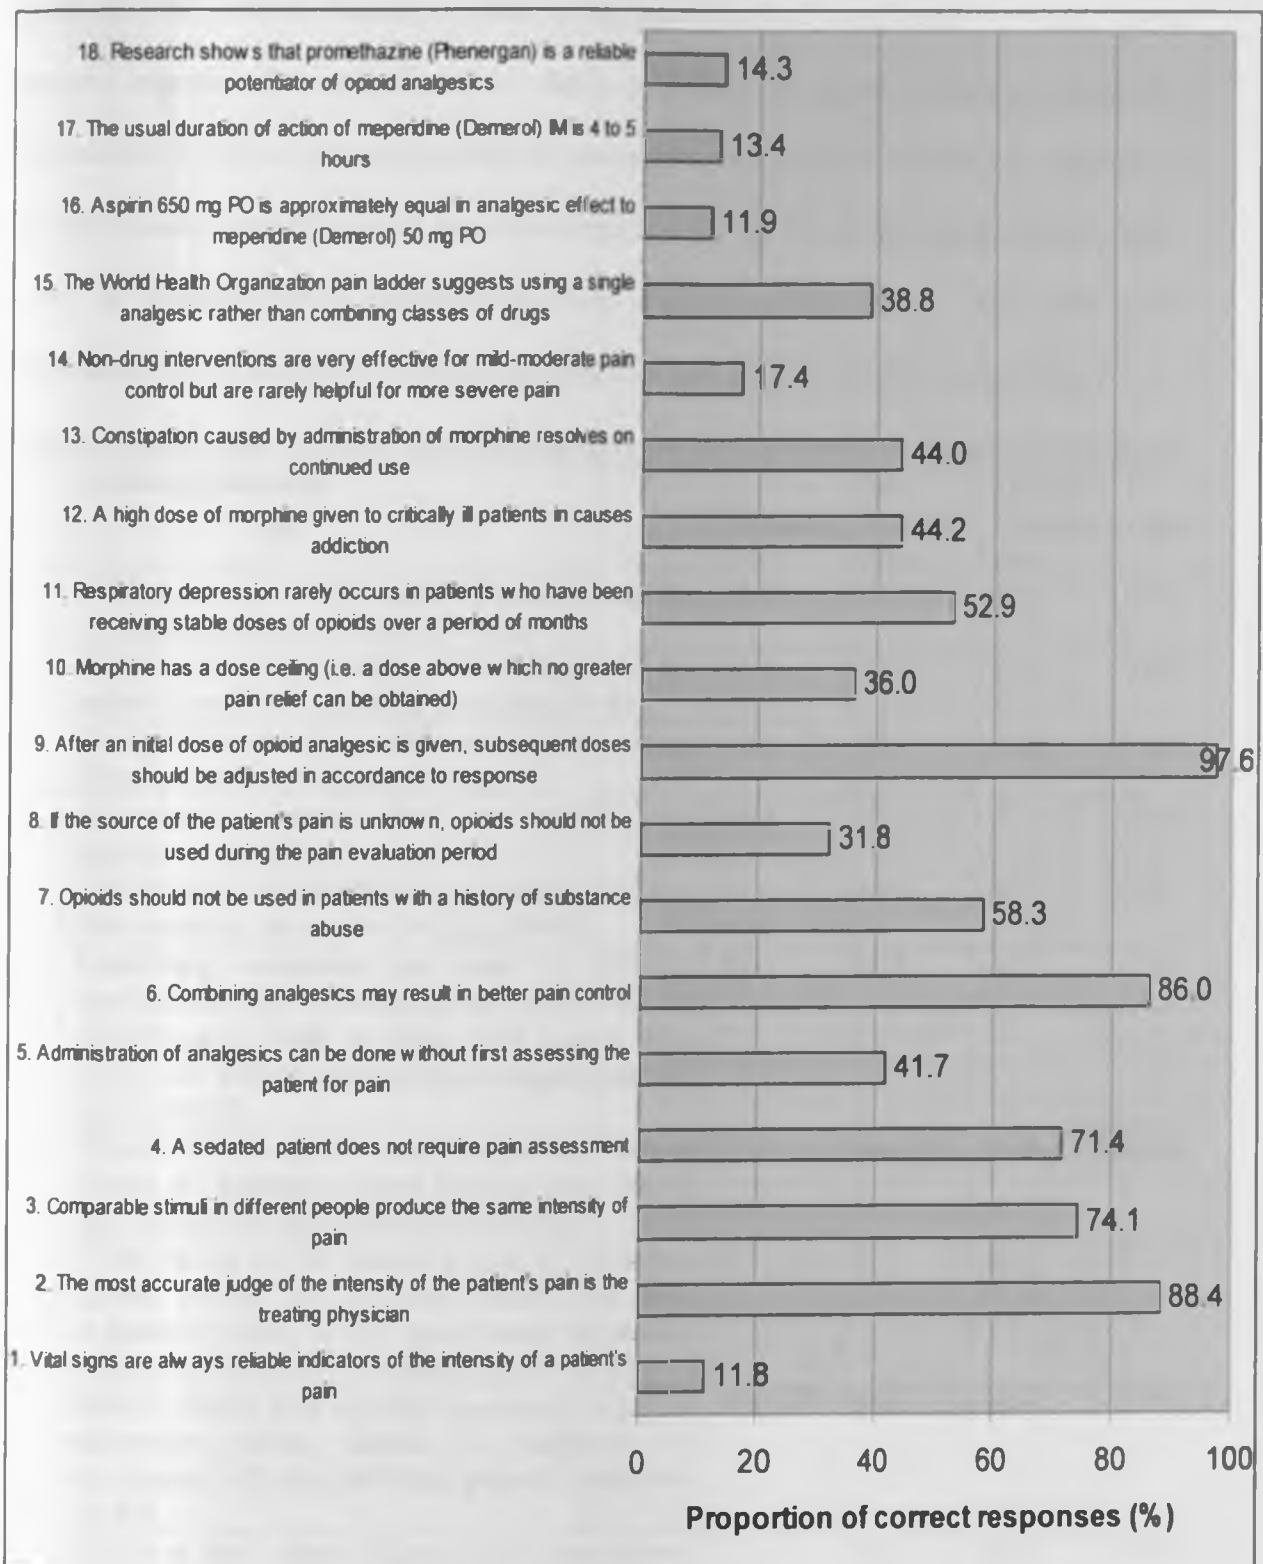 18. Research shows that promethazine (Phenergan) is a reliable
potentiator of opioid analgesics
14.3
17. The usual duration of action of meperidine (Demerol) IM is 4 to 5
hours
13.4
16. Aspirin 650 mg PO is approximately equal in analgesic effect to
meperidine (Demerol) 50 mg PO
11.9
15. The World Health Organization pain ladder suggests using a single
analgesic rather than combining classes of drugs
38.8
14. Non-drug interventions are very effective for mild-moderate pain
control but are rarely helpful for more severe pain
17.4
13. Constipation caused by administration of morphine resolves on
continued use
44.0
12. A high dose of morphine given to critically ill patients in causes
addiction
44.2
11. Respiratory depression rarely occurs in patients who have been
receiving stable doses of opioids over a period of months
52.9
10. Morphine has a dose ceiling (i.e. a dose above which no greater
pain relief can be obtained)
36.0
9. After an initial dose of opioid analgesic is given, subsequent doses
should be adjusted in accordance to response
97.6
8. If the source of the patient's pain is unknown, opioids should not be
used during the pain evaluation period
31.8
7. Opioids should not be used in patients with a history of substance
abuse
58.3
6. Combining analgesics may result in better pain control
86.0
5. Administration of analgesics can be done without first assessing the
patient for pain
41.7
4. A sedated patient does not require pain assessment
71.4
3. Comparable stimuli in different people produce the same intensity of
pain
74.1
2. The most accurate judge of the intensity of the patient's pain is the
treating physician
88.4
1. Vital signs are always reliable indicators of the intensity of a patient's
pain
11.8
0 20 40 60 80 100
Proportion of correct responses (%)